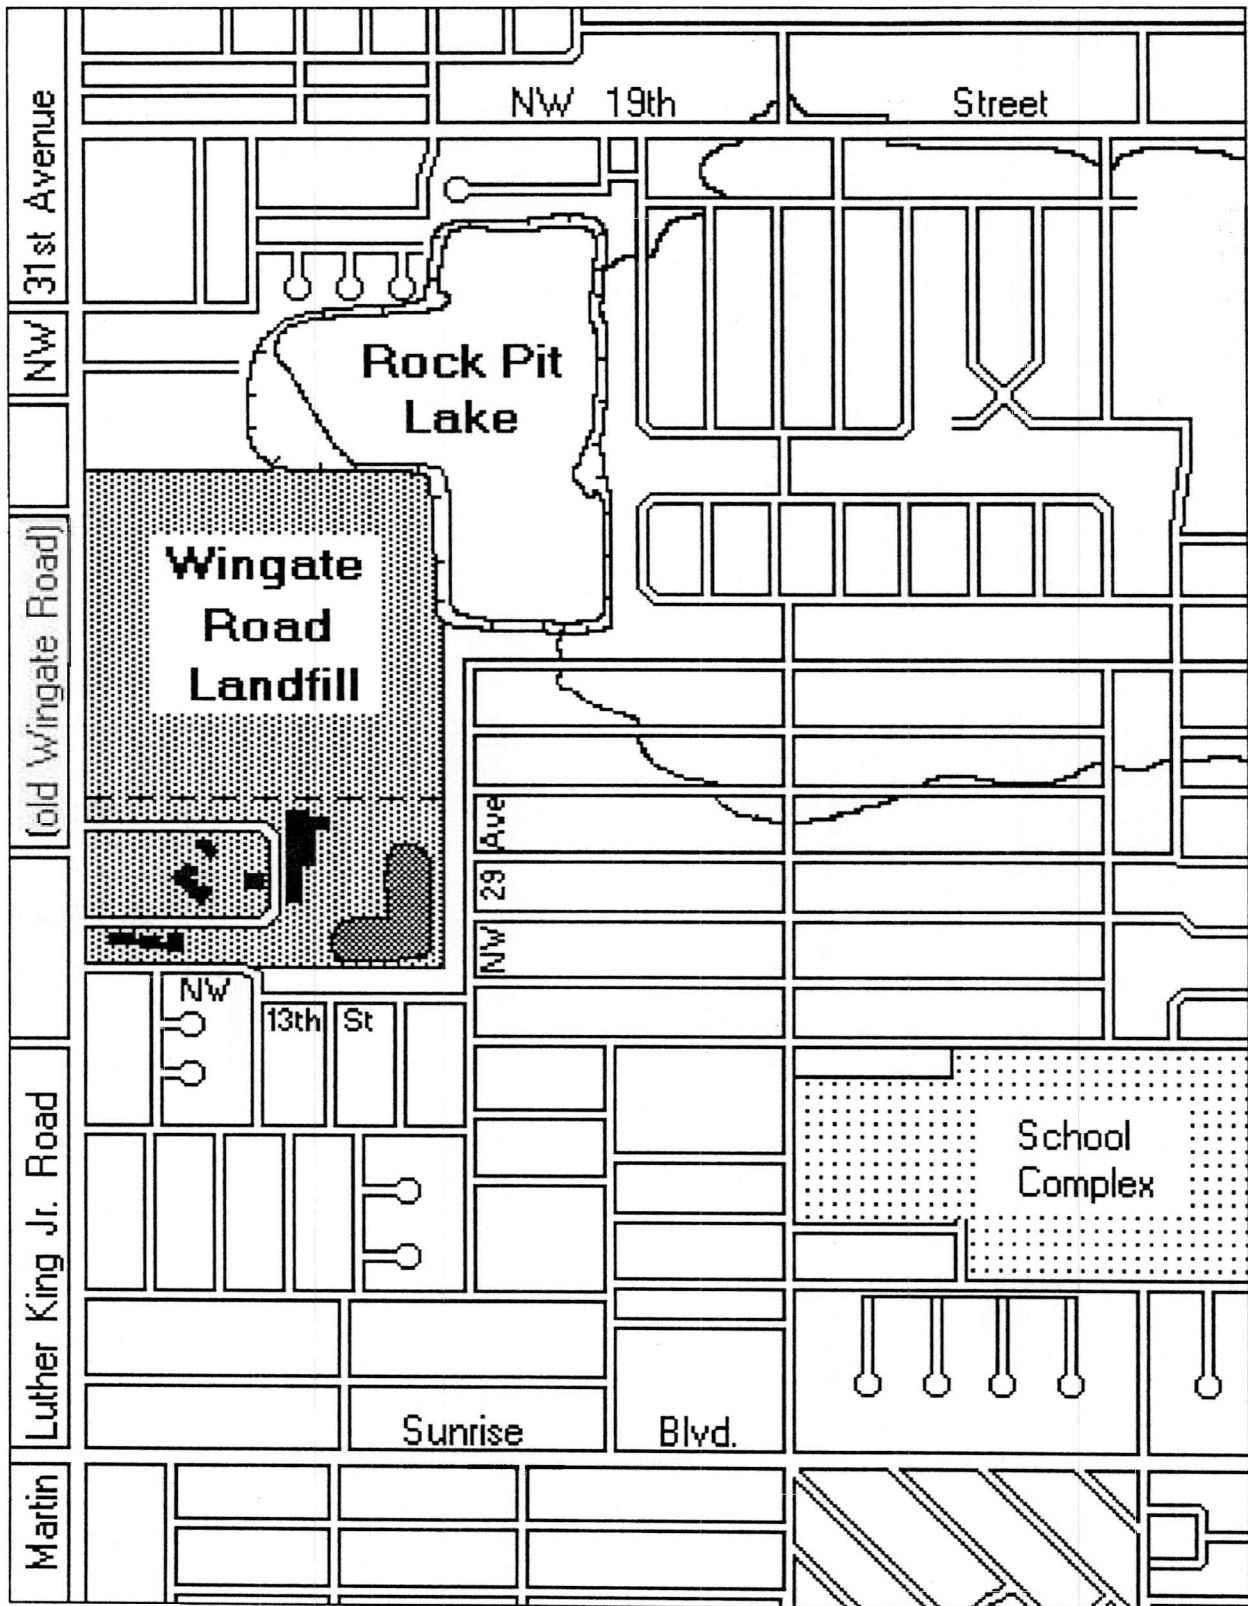 NW 19th Street
NW 31st Avenue
Rock Pit
Lake
(old Wingate Road)
Wingate
Road
Landfill
NW 29 Ave
NW
13th St
School
Complex
Martin Luther King Jr. Road
Sunrise Blvd.